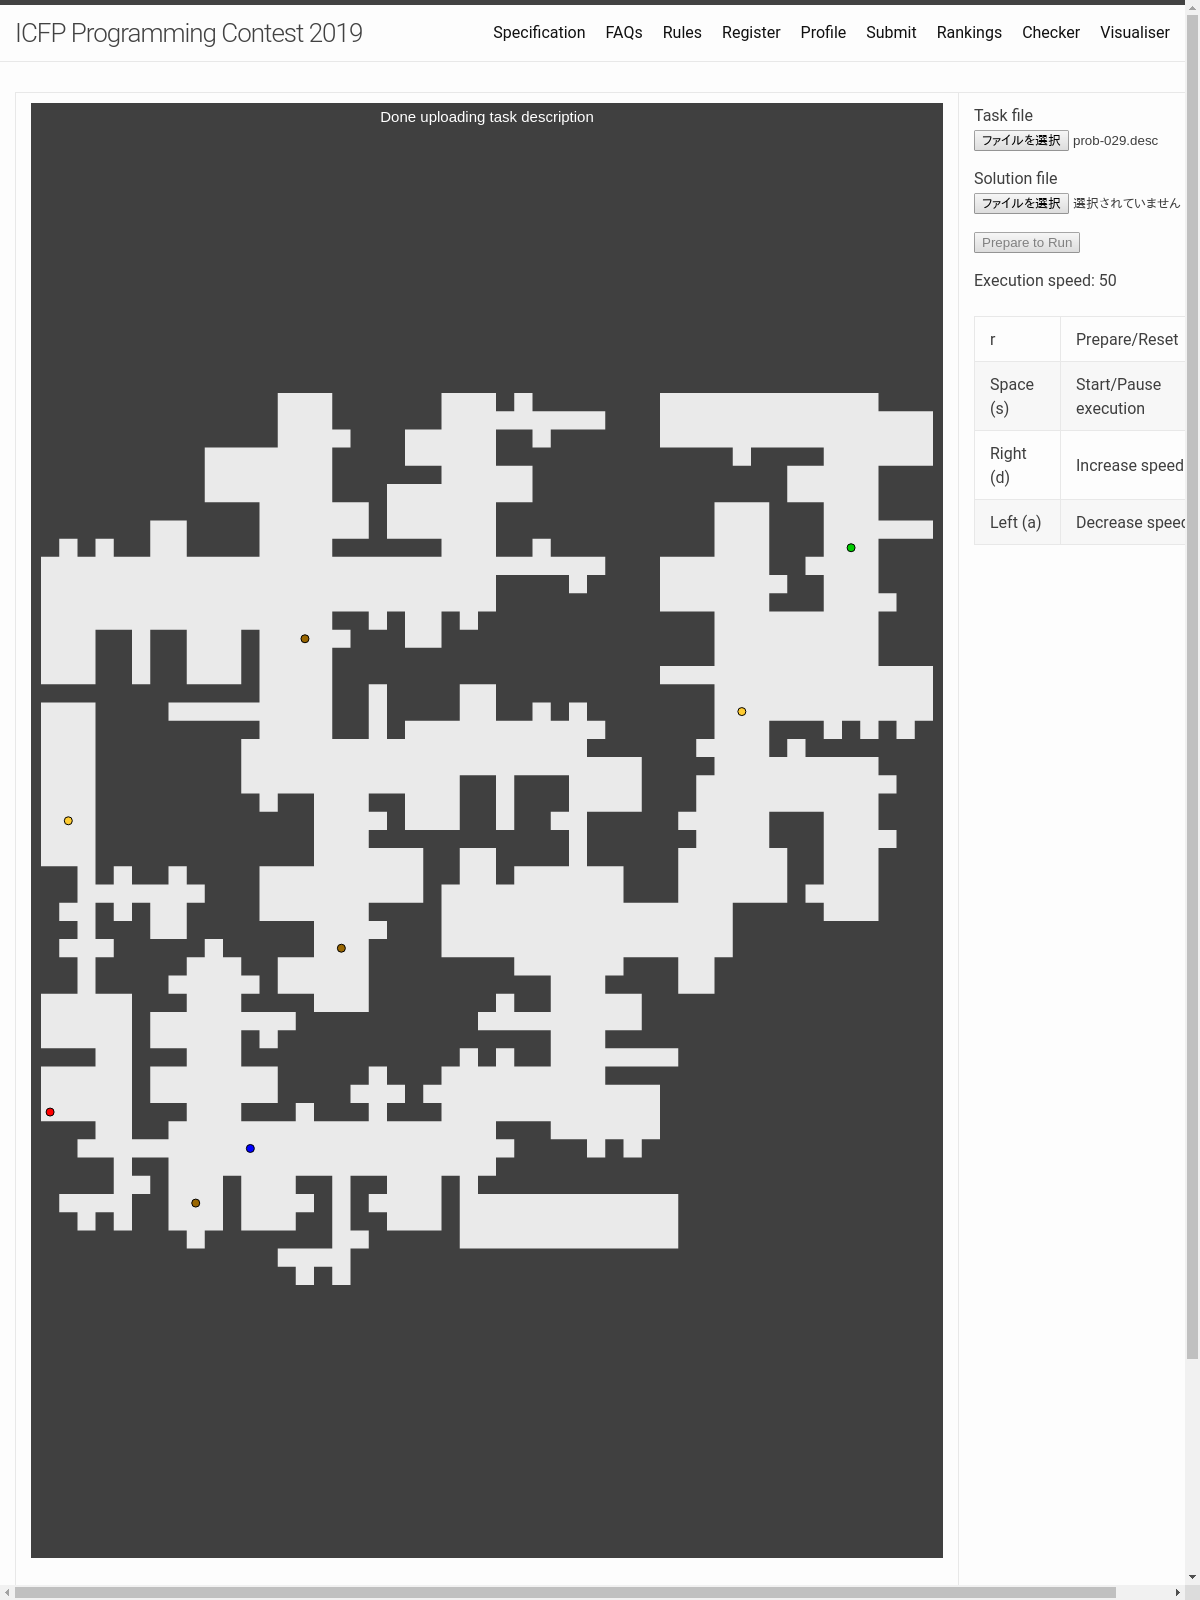 ICFP Programming Contest 2019
Specification FAQs Rules Register Profile Submit Rankings Checker Visualiser
Done uploading task description
Task file
ファイルを選択 prob-029.desc
Solution file
ファイルを選択 選択されていません
Prepare to Run
Execution speed: 50
r Prepare/Reset
Space (s) Start/Pause execution
Right (d) Increase speed
Left (a) Decrease speed